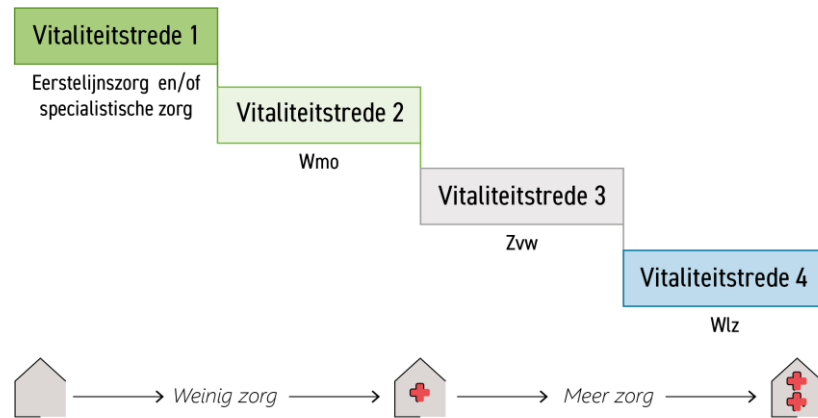 Vitaliteitstrede 1
Eerstelijnszorg en/of
specialistische zorg
Vitaliteitstrede 2
Wmo
Vitaliteitstrede 3
Zvw
Vitaliteitstrede 4
Wlz
Weinig zorg
Meer zorg